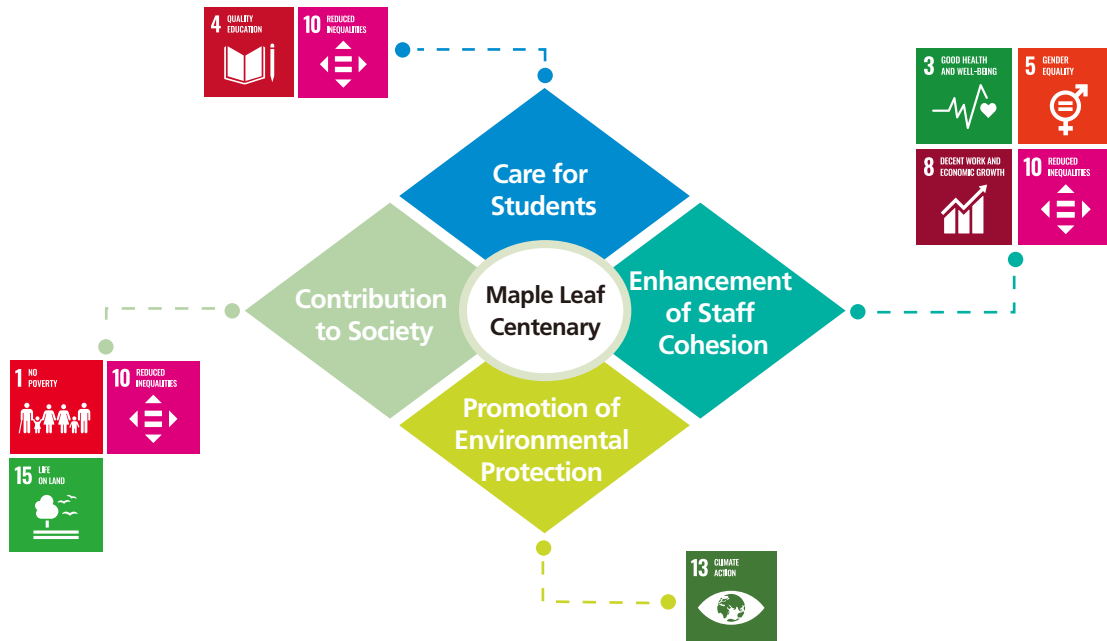 4 QUALITY
EDUCATION
10 REDUCED
INEQUALITIES
3 GOOD HEALTH
AND WELL-BEING
5 GENDER
EQUALITY
8 DECENT WORK AND
ECONOMIC GROWTH
10 REDUCED
INEQUALITIES
Care for
Students
Contribution
to Society
Maple Leaf
Centenary
Enhancement
of Staff
Cohesion
1 NO
POVERTY
10 REDUCED
INEQUALITIES
15 LIFE
ON LAND
Promotion of
Environmental
Protection
13 CLIMATE
ACTION